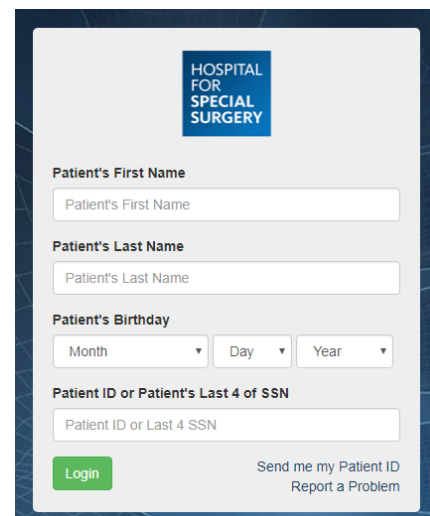 HOSPITAL
FOR
SPECIAL
SURGERY
Patient's First Name
Patient's First Name
Patient's Last Name
Patient's Last Name
Patient's Birthday
Month Day Year
Patient ID or Patient's Last 4 of SSN
Patient ID or Last 4 SSN
Login Send me my Patient ID
Report a Problem